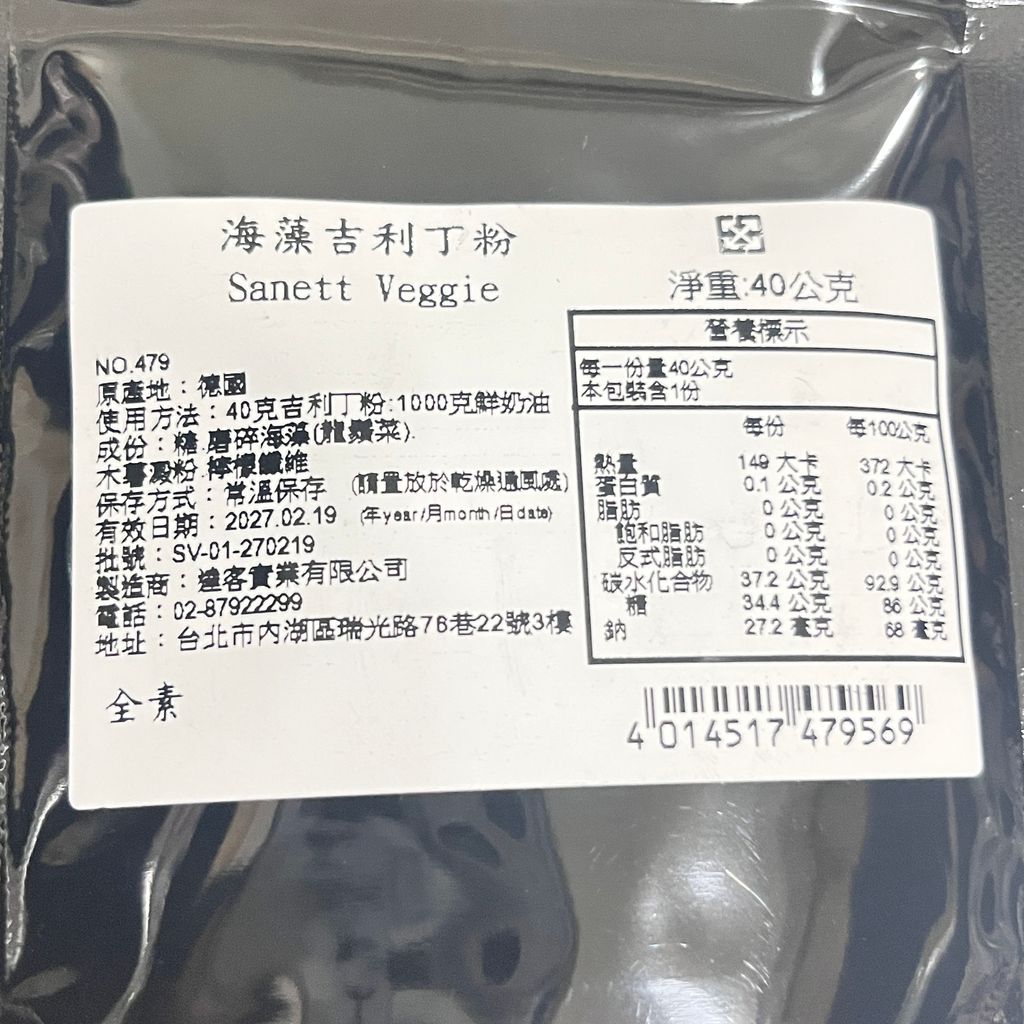 海藻吉利丁粉
Sanett Veggie
淨重:40公克
NO.479
原產地：德國
使用方法：40克吉利丁粉:1000克鮮奶油
成份：糖.磨碎海藻(龍鬚菜).
木薯澱粉.檸檬纖維
保存方式：常溫保存 (請置放於乾燥通風處)
有效日期：2027.02.19 (年year/月month/日date)
批號：SV-01-270219
製造商：達客實業有限公司
電話：02-87922299
地址：台北市內湖區瑞光路76巷22號3樓
全素
營養標示
每一份量40公克
本包裝含1份
每份 每100公克
熱量 149 大卡 372 大卡
蛋白質 0.1 公克 0.2 公克
脂肪 0 公克 0 公克
飽和脂肪 0 公克 0 公克
反式脂肪 0 公克 0 公克
碳水化合物 37.2 公克 92.9 公克
糖 34.4 公克 86 公克
鈉 27.2 毫克 68 毫克
4 014517 479569